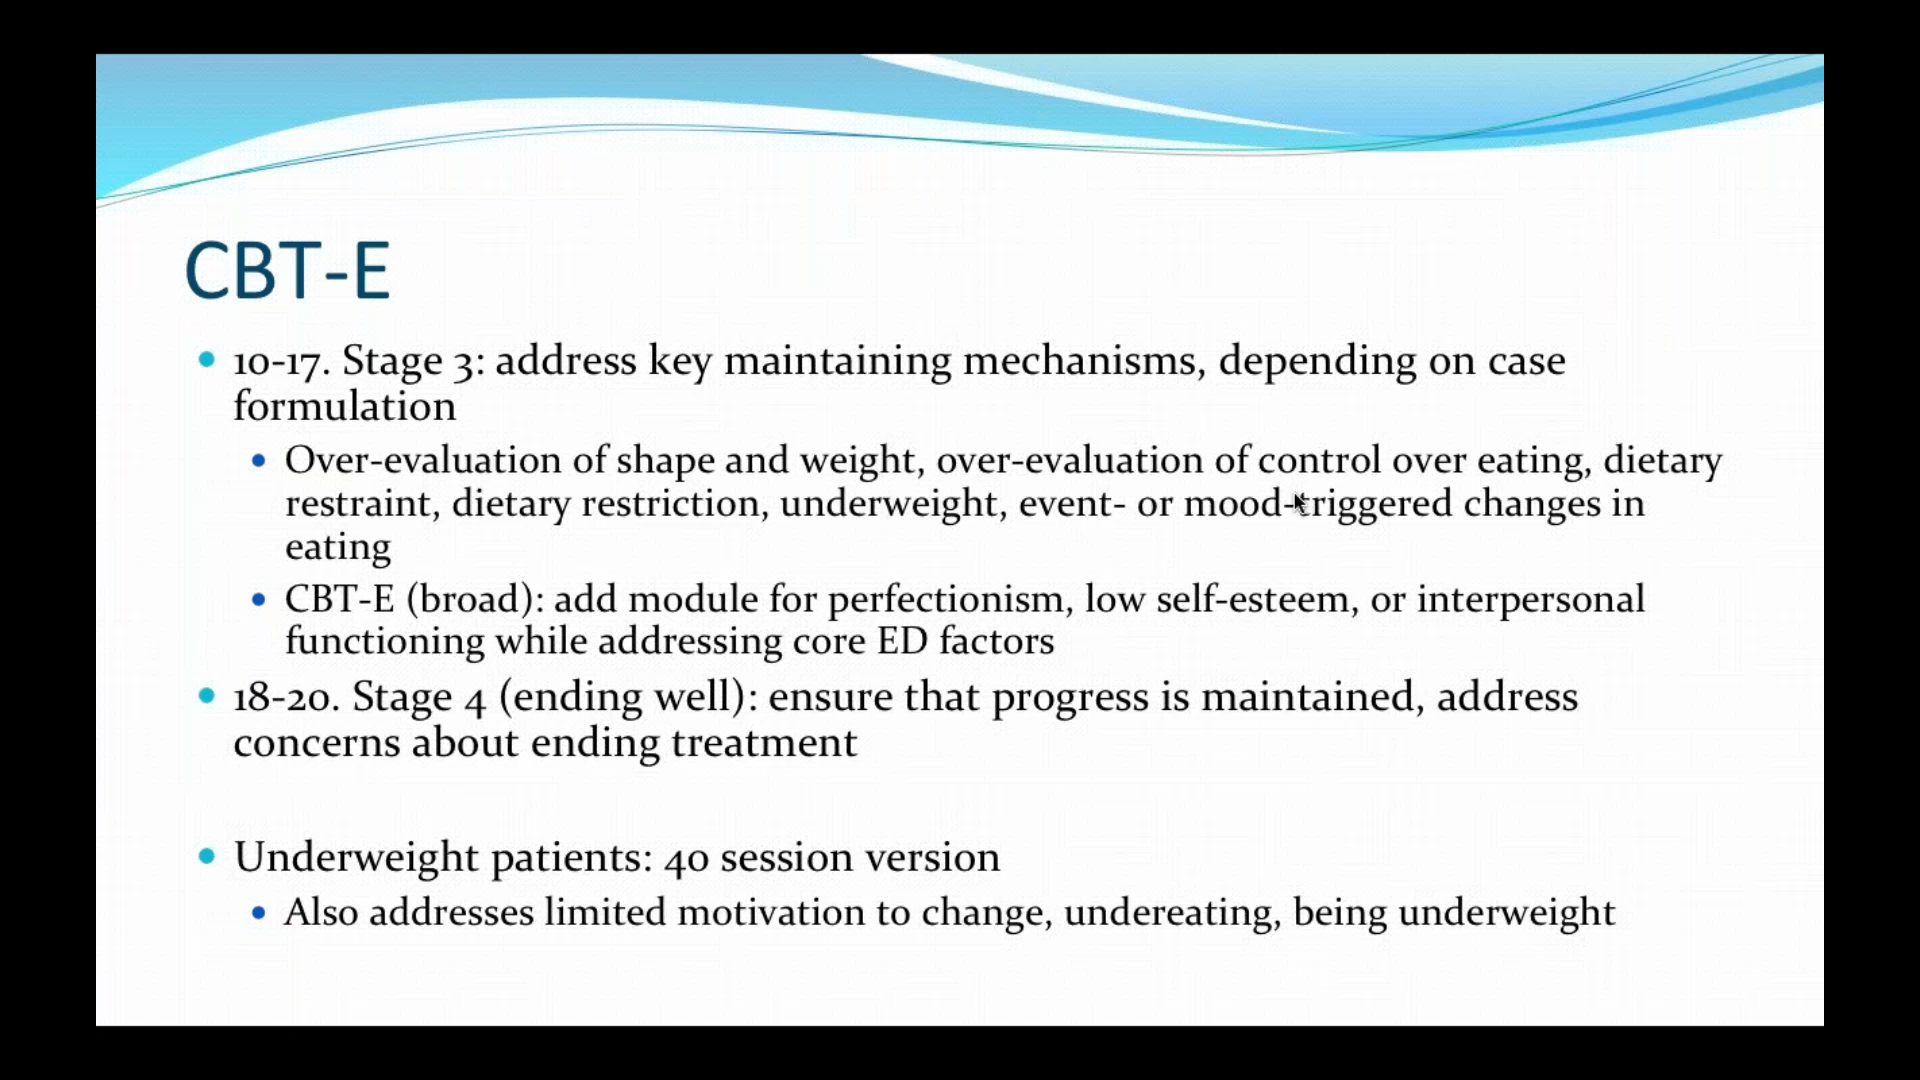 CBT-E
10-17. Stage 3: address key maintaining mechanisms, depending on case
formulation
Over-evaluation of shape and weight, over-evaluation of control over eating, dietary
restraint, dietary restriction, underweight, event- or mood-triggered changes in
eating
CBT-E (broad): add module for perfectionism, low self-esteem, or interpersonal
functioning while addressing core ED factors
18-20. Stage 4 (ending well): ensure that progress is maintained, address
concerns about ending treatment
Underweight patients: 40 session version
Also addresses limited motivation to change, undereating, being underweight